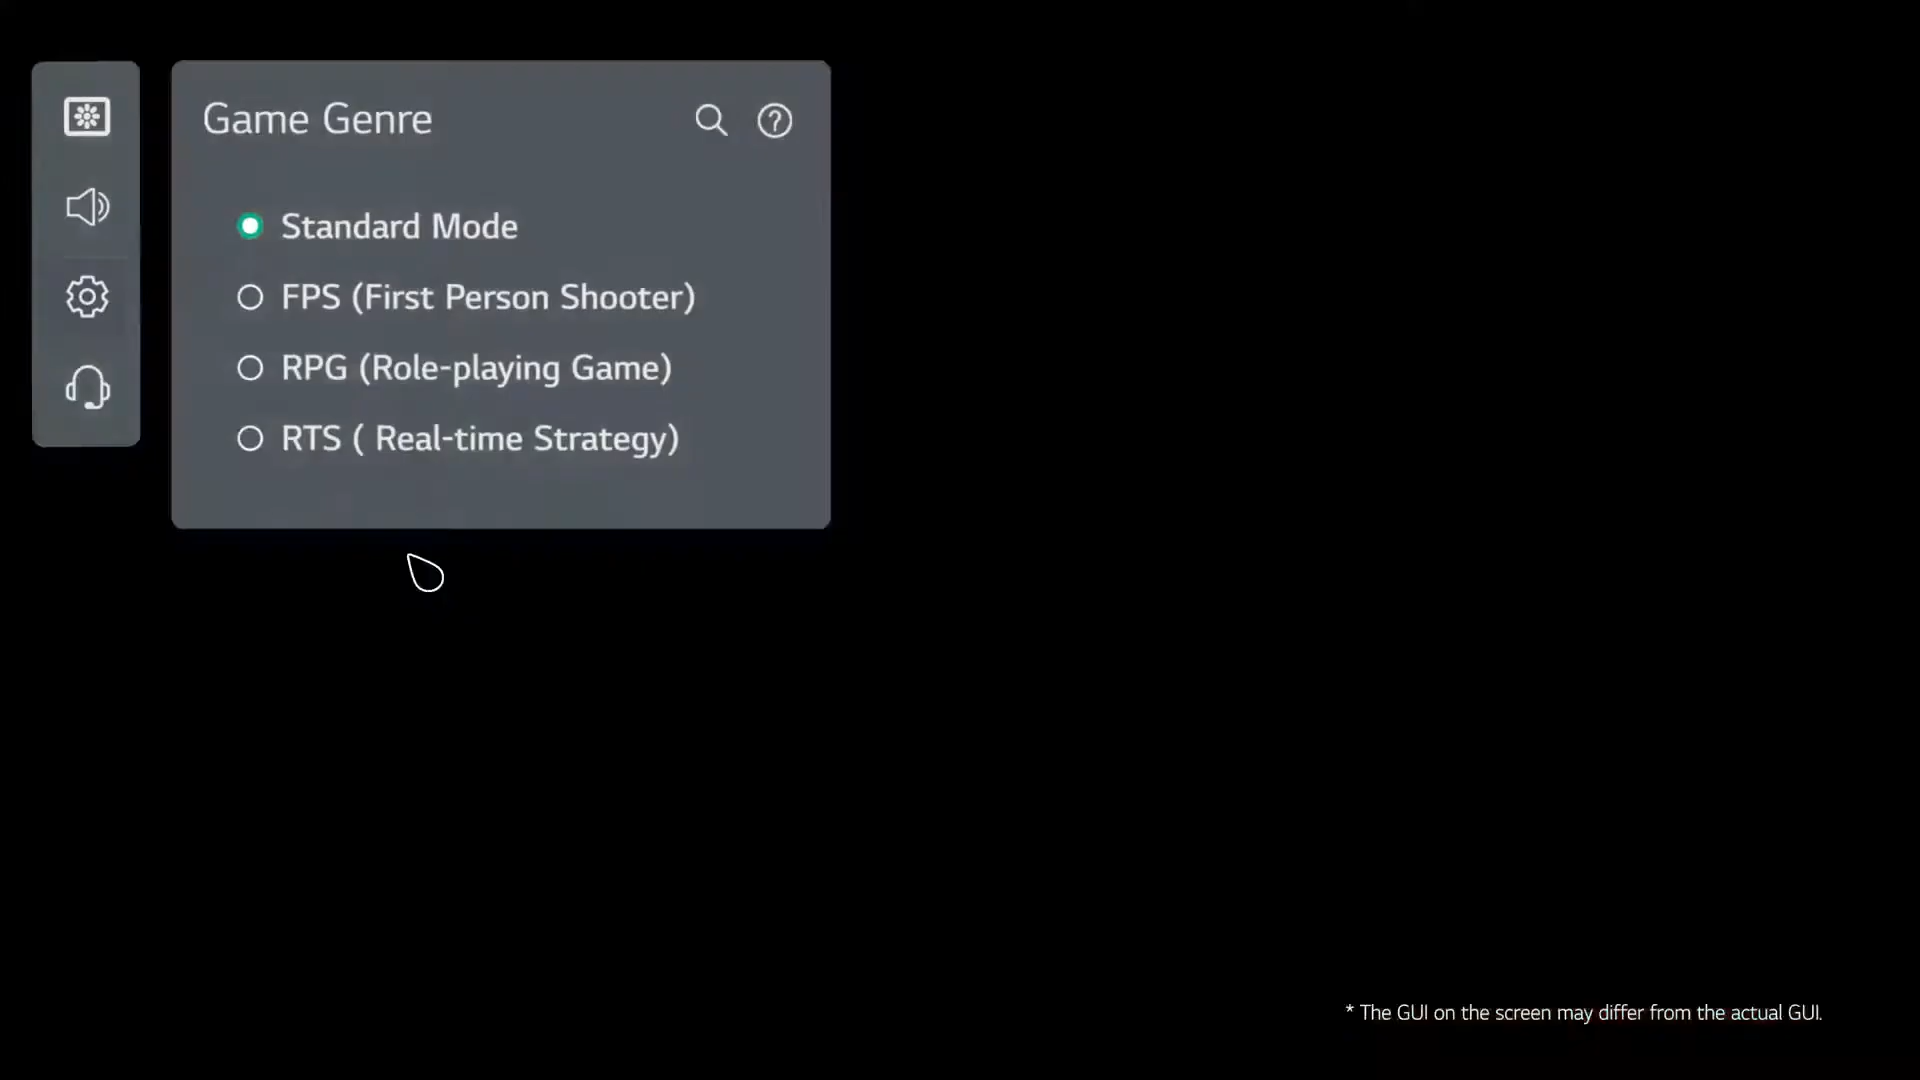 Game Genre
Standard Mode
FPS (First Person Shooter)
RPG (Role-playing Game)
RTS ( Real-time Strategy)
* The GUI on the screen may differ from the actual GUI.